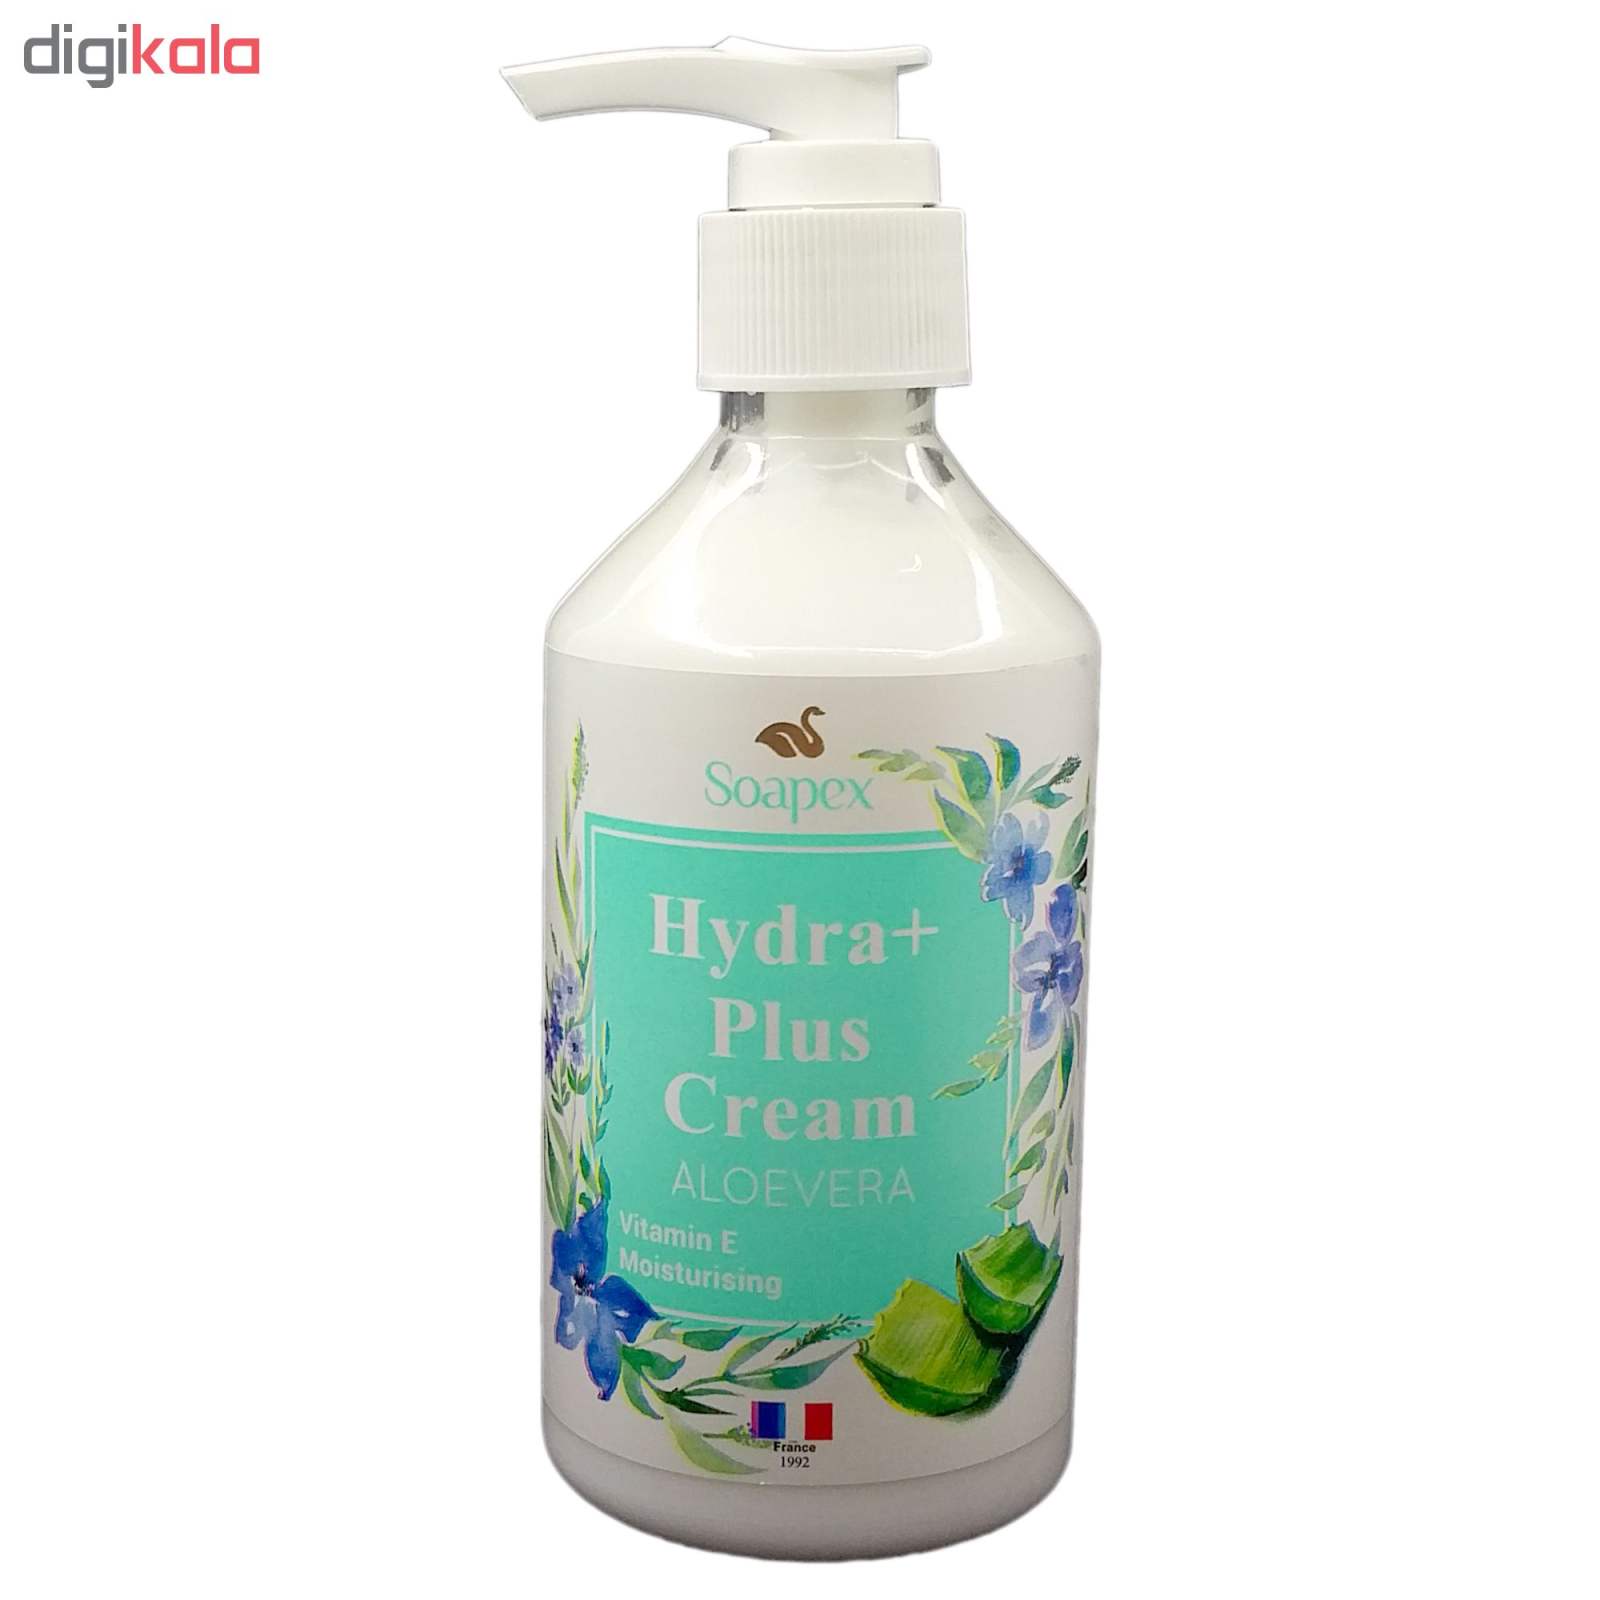 digikala
Soapex
Hydra+
Plus
Cream
ALOEVERA
Vitamin E
Moisturising
France
1992